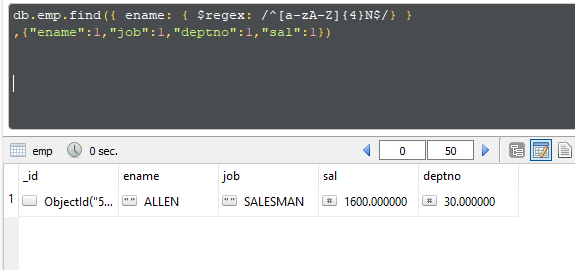 db.emp.find({ ename: { $regex: /^[a-zA-Z]{4}N$/} }
,{"ename":1,"job":1,"deptno":1,"sal":1})
emp 0 sec. 0 50
_id ename job sal deptno
1 ObjectId("5... "" ALLEN "" SALESMAN # 1600.000000 # 30.000000